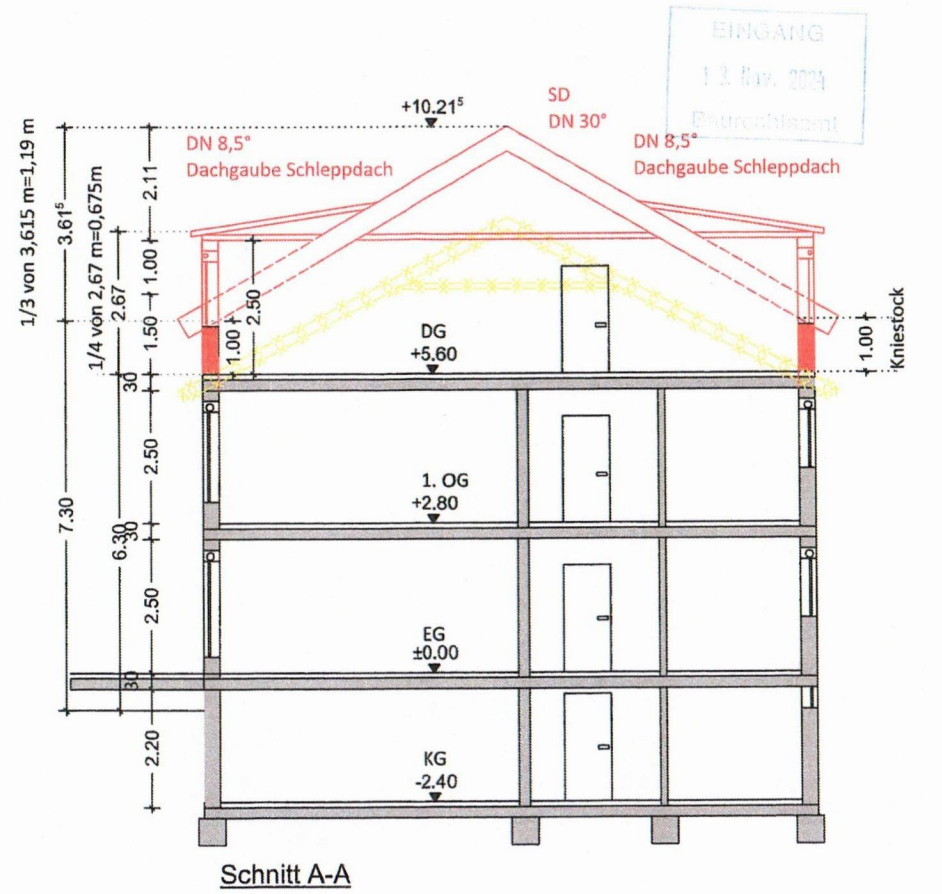 EINGANG
13. Nov. 2024
Baurechtsamt
+10.21⁵
SD
DN 30°
DN 8,5°
Dachgaube Schleppdach
DN 8,5°
Dachgaube Schleppdach
1/3 von 3,615 m=1,19 m
3.61⁵
1/4 von 2,67 m=0,675m
2.67
2.11
1.00
1.50
1.00
2.50
1.00
Kniestock
DG
+5.60
30
2.50
7.30
6.30
30
1. OG
+2.80
2.50
EG
±0.00
30
2.20
KG
-2.40
Schnitt A-A